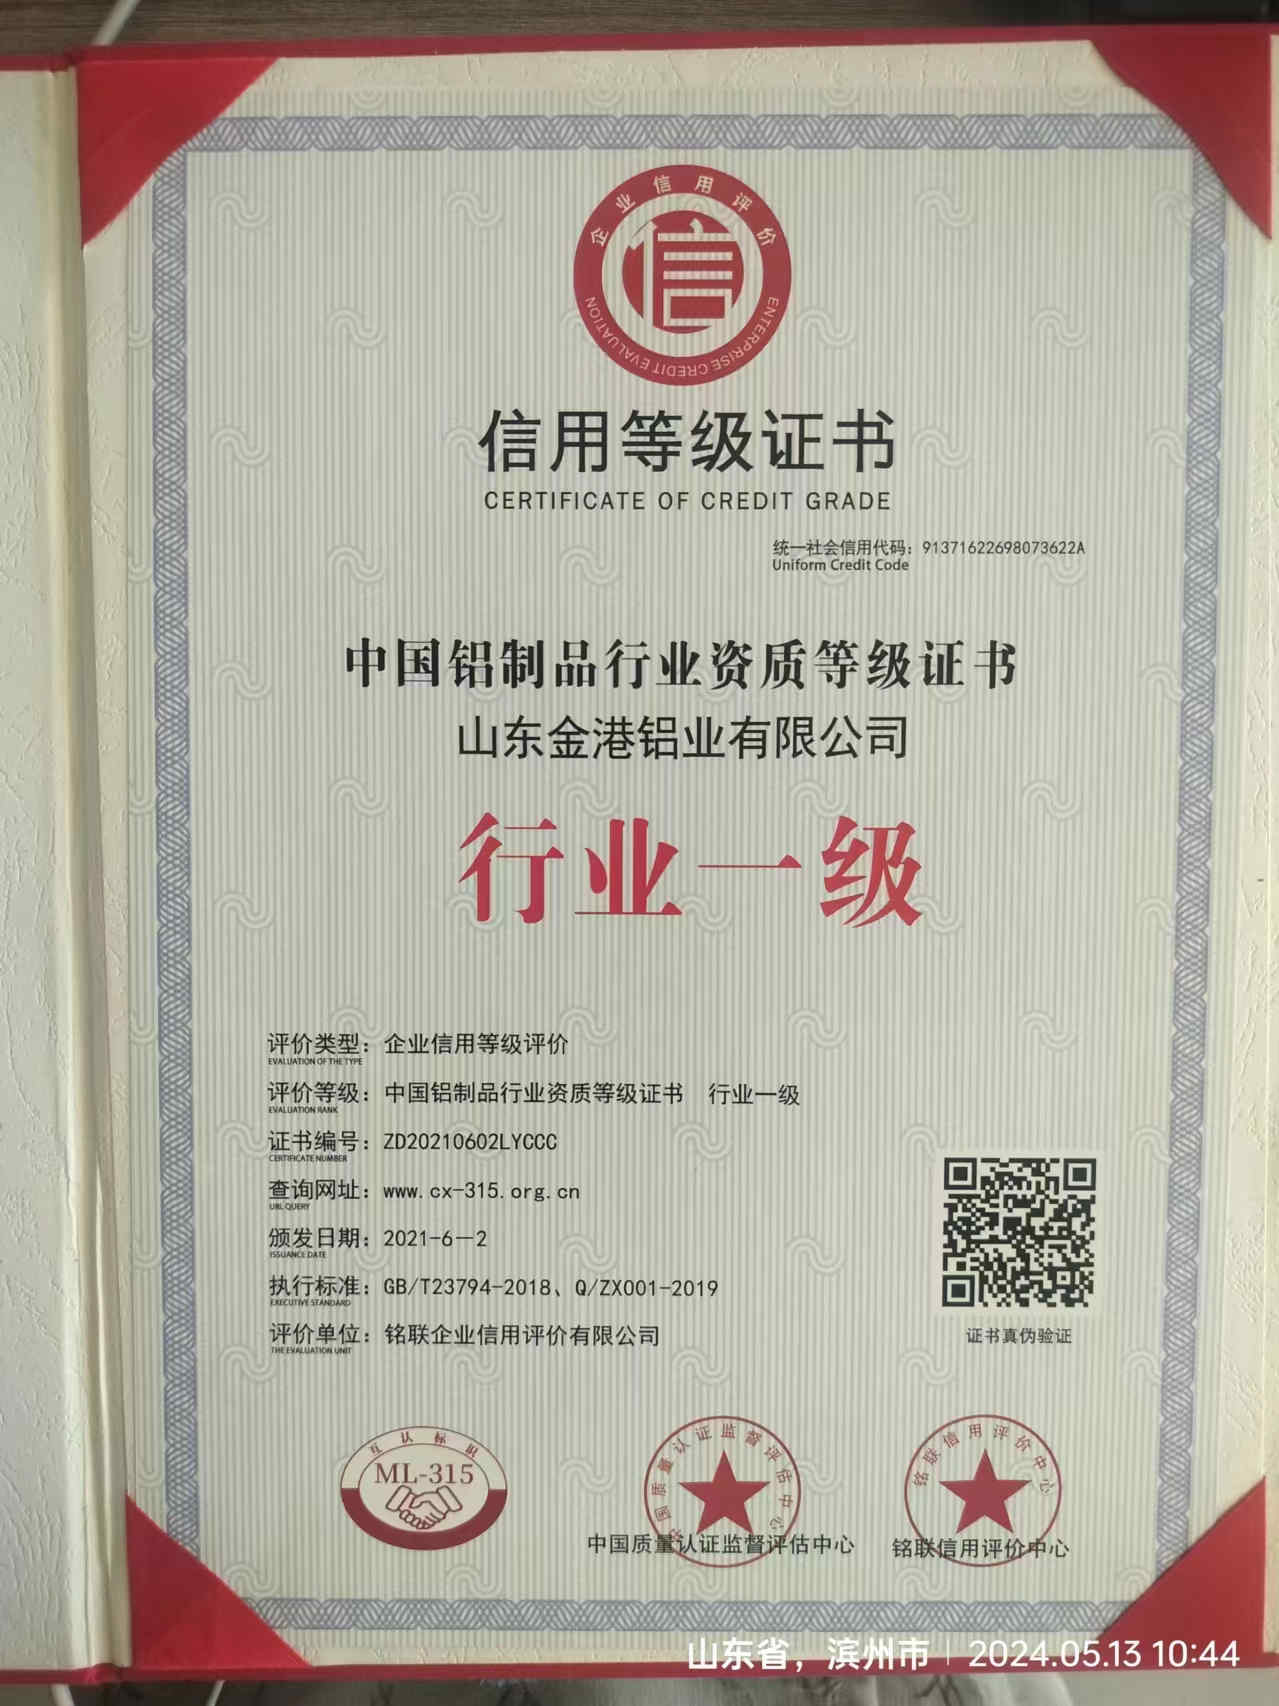 企业信用评价
ENTERPRISE CREDIT EVALUATION
信用等级证书
CERTIFICATE OF CREDIT GRADE
统一社会信用代码：91371622698073622A
Uniform Credit Code
中国铝制品行业资质等级证书
山东金港铝业有限公司
行业一级
评价类型：企业信用等级评价
EVALUATION OF THE TYPE
评价等级：中国铝制品行业资质等级证书 行业一级
EVALUATION RANK
证书编号：ZD20210602LYCCC
CERTIFICATE NUMBER
查询网址：www.cx-315.org.cn
URL QUERY
颁发日期：2021-6-2
ISSUANCE DATE
执行标准：GB/T23794-2018、Q/ZX001-2019
EXECUTIVE STANDARD
评价单位：铭联企业信用评价有限公司
THE EVALUATION UNIT
证书真伪验证
互认标识
ML-315
中国质量认证监督评估中心
中国质量认证监督评估中心
铭联信用评价中心
铭联信用评价中心
山东省，滨州市 | 2024.05.13 10:44